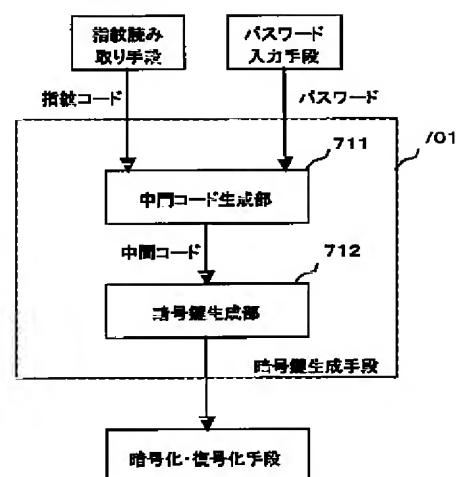 指紋読み
取り手段
パスワード
入力手段
指紋コード
パスワード
701
711
中間コード生成部
中間コード
712
暗号鍵生成部
暗号鍵生成手段
暗号化・復号化手段